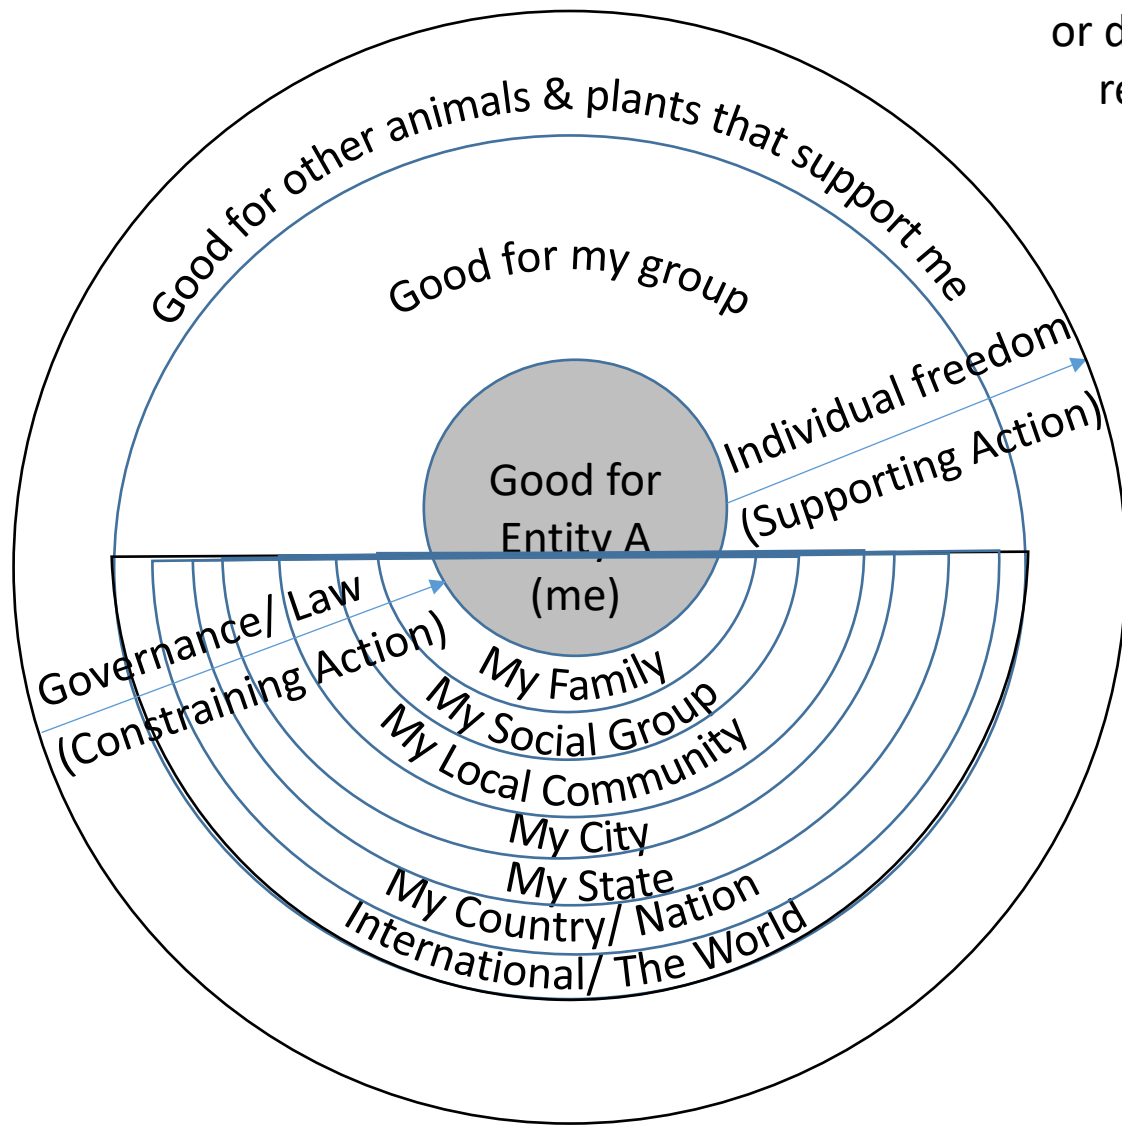 or d
re
Good for other animals & plants that support me
Good for my group
Individual freedom
(Supporting Action)
Good for
Entity A
(me)
Governance/ Law
(Constraining Action)
My Family
My Social Group
My Local Community
My City
My State
My Country/ Nation
International/ The World